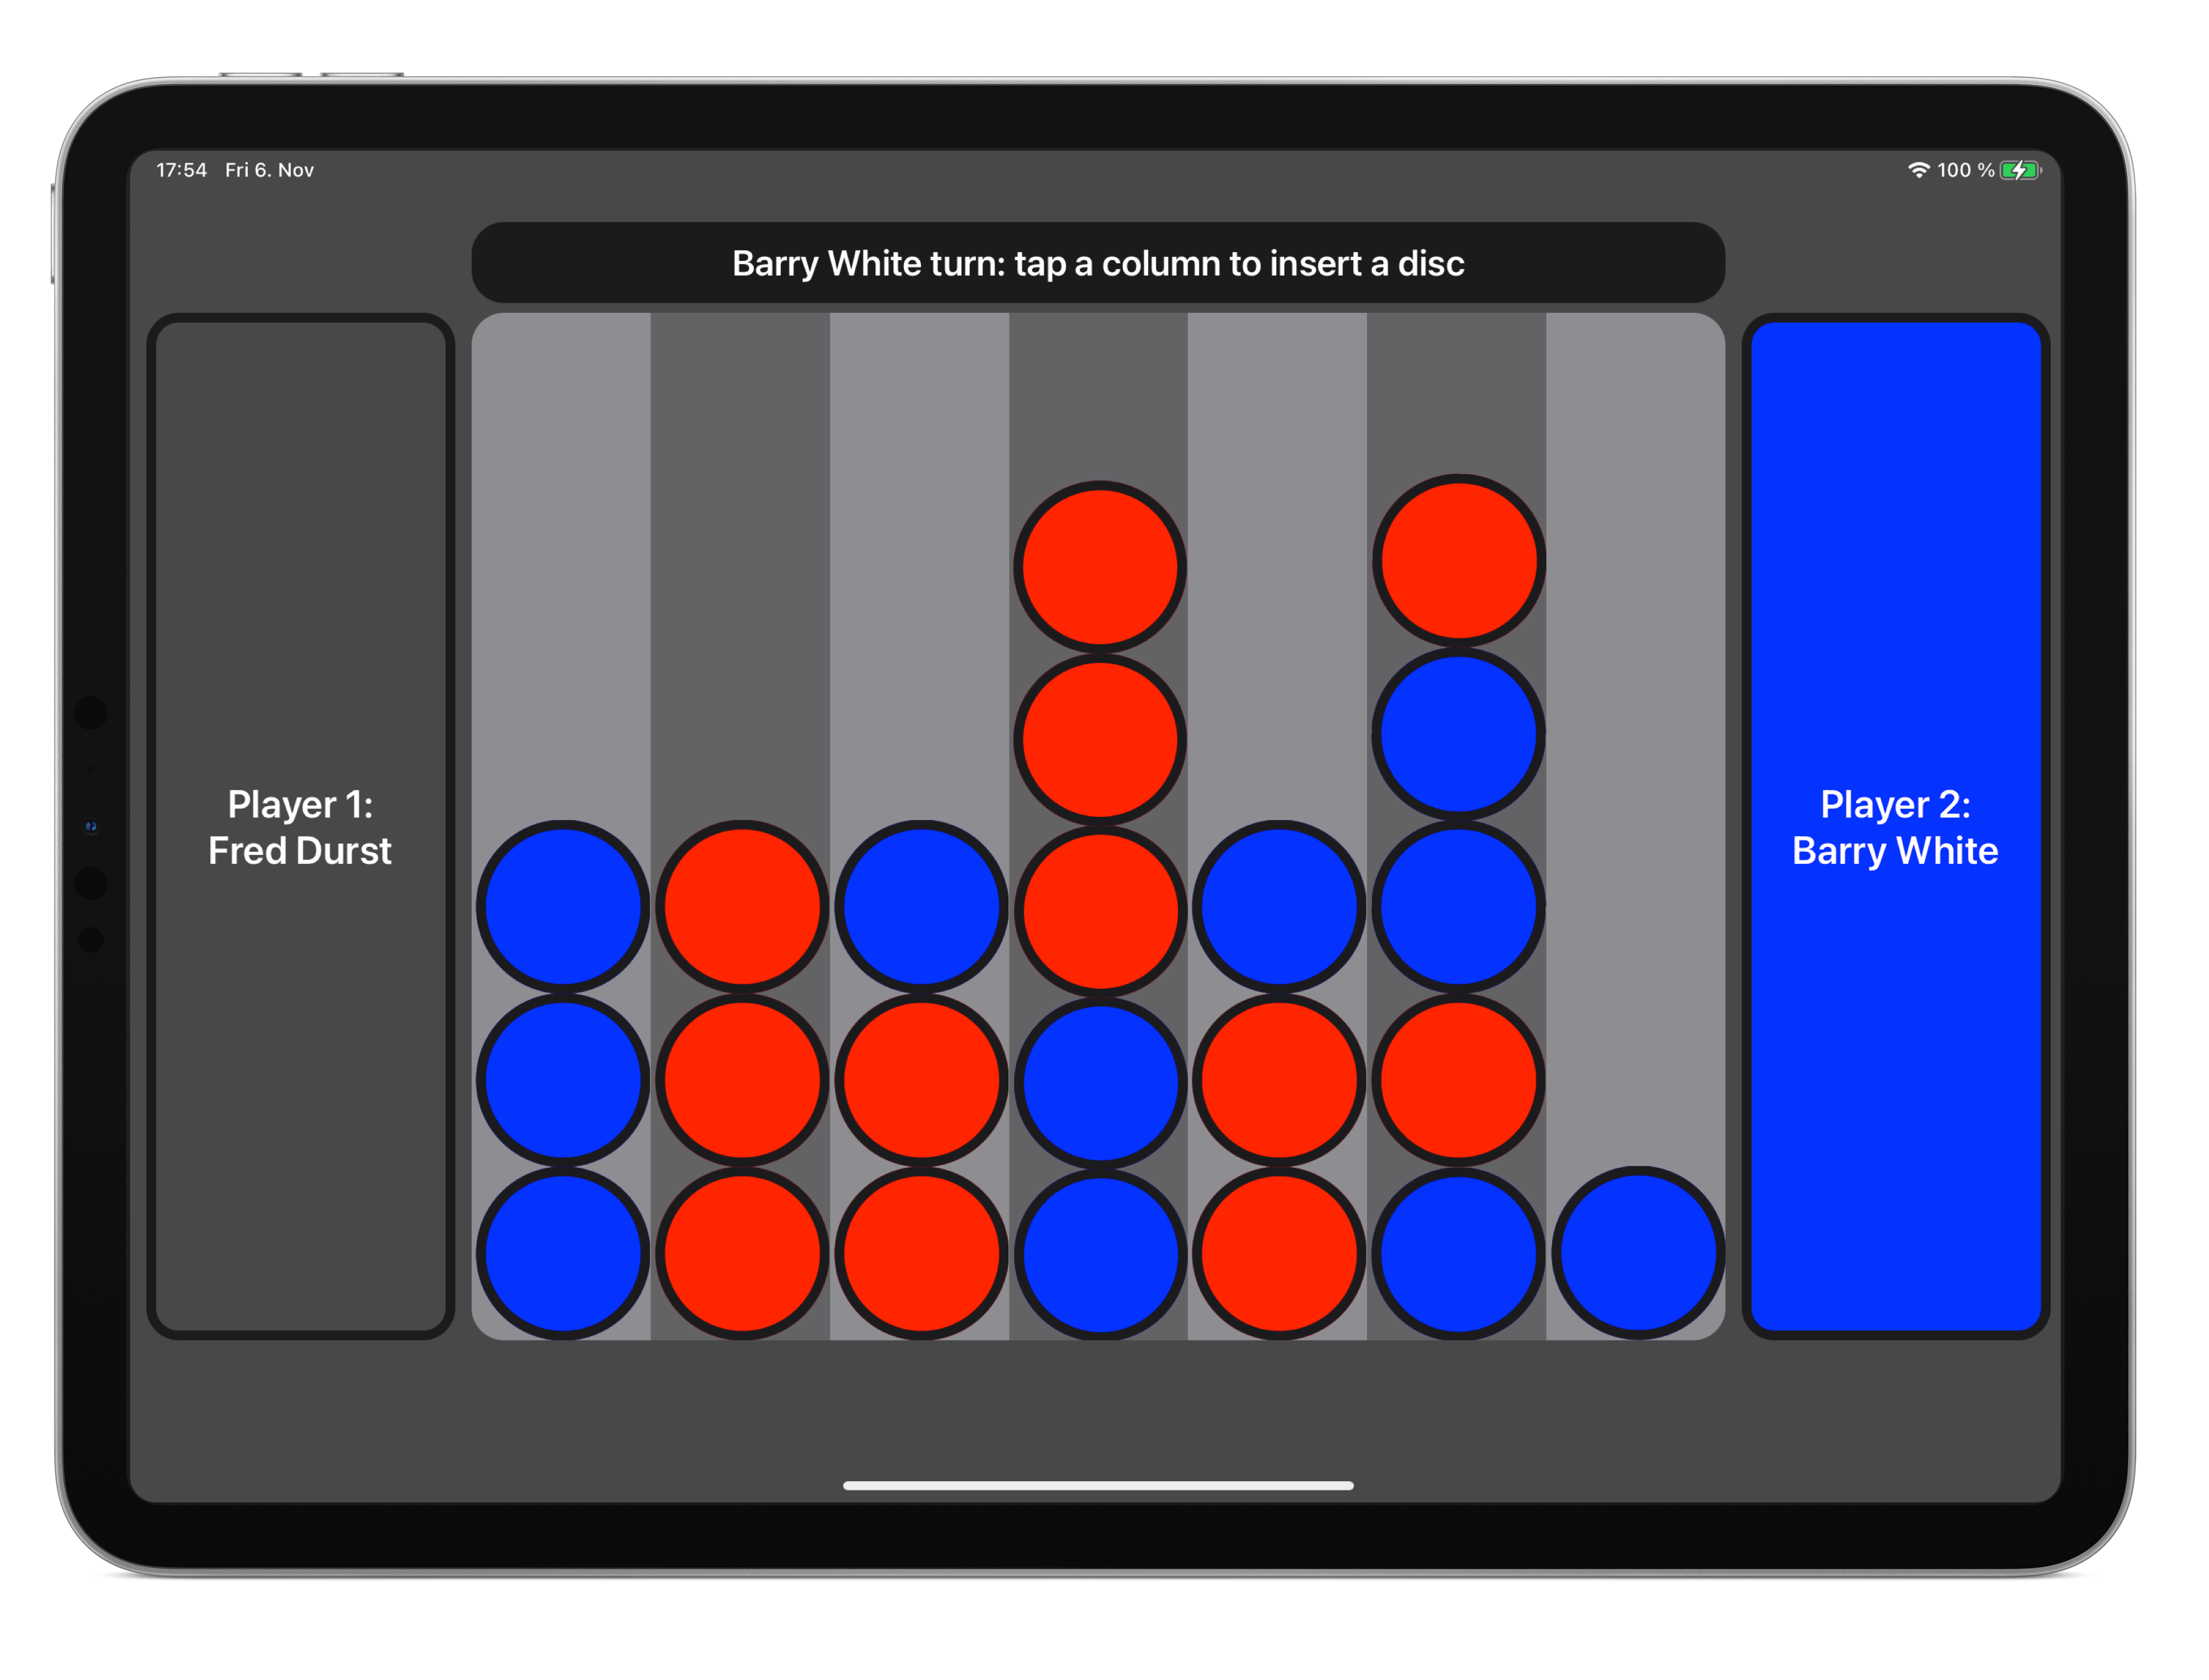 17:54 Fri 6. Nov
100 %
Barry White turn: tap a column to insert a disc
Player 1:
Fred Durst
Player 2:
Barry White